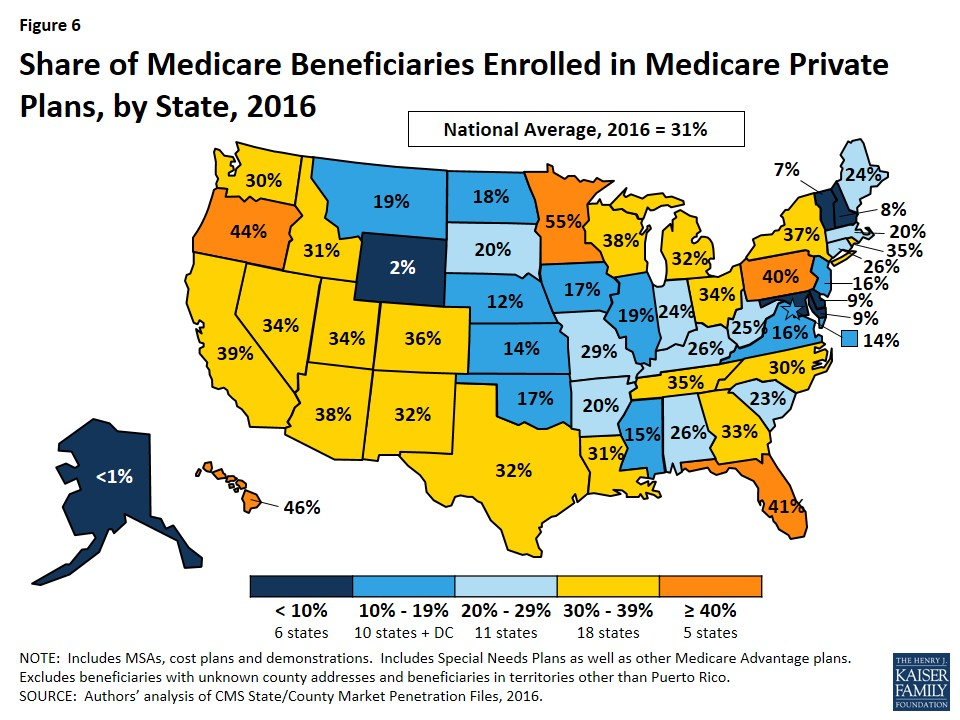 Figure 6
Share of Medicare Beneficiaries Enrolled in Medicare Private
Plans, by State, 2016
National Average, 2016 = 31%
7%
24%
30%
8%
19%
18%
44%
55%
20%
37%
35%
31%
20%
38%
32%
26%
2%
40%
16%
12%
17%
34%
9%
19%
24%
9%
34%
25%
16%
34%
36%
14%
26%
14%
39%
29%
30%
35%
38%
32%
17%
20%
23%
15%
26%
33%
31%
32%
<1%
46%
41%
< 10%
10% - 19%
20% - 29%
30% - 39%
≥ 40%
6 states
10 states + DC
11 states
18 states
5 states
NOTE:  Includes MSAs, cost plans and demonstrations.  Includes Special Needs Plans as well as other Medicare Advantage plans.
Excludes beneficiaries with unknown county addresses and beneficiaries in territories other than Puerto Rico.
SOURCE:  Authors’ analysis of CMS State/County Market Penetration Files, 2016.
THE HENRY J.
KAISER
FAMILY
FOUNDATION